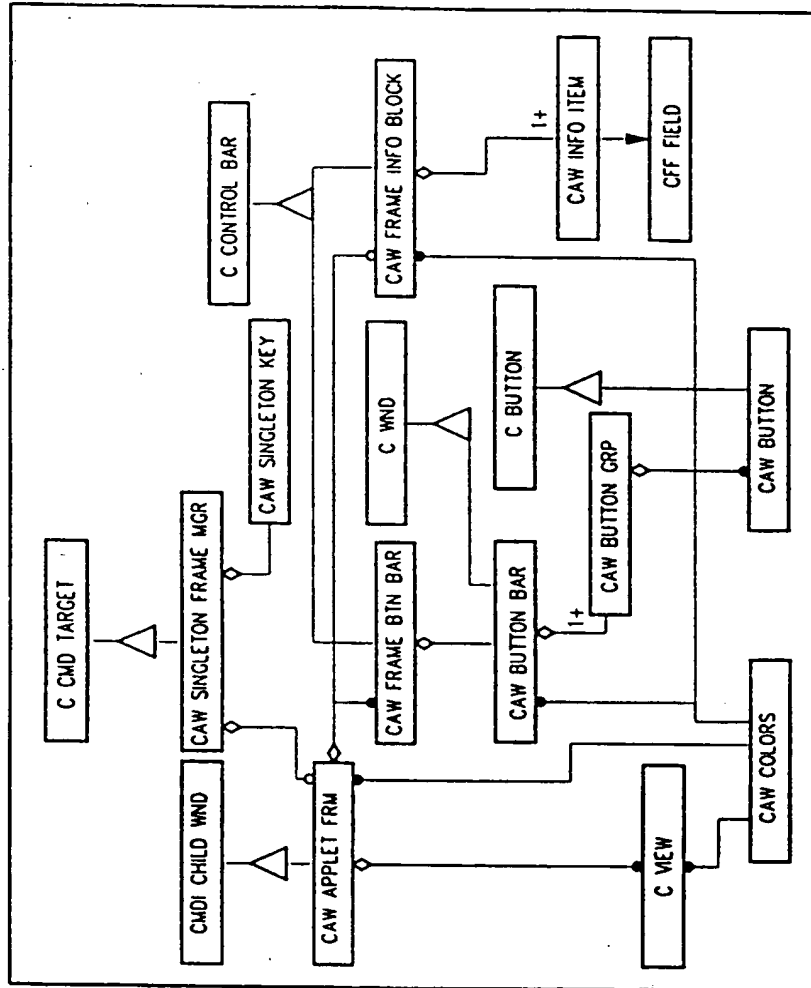 C CMD TARGET
CMDI CHILD WND
CAW SINGLETON FRAME MGR
CAW SINGLETON KEY
C CONTROL BAR
CAW APPLET FRM
CAW FRAME BTN BAR
C WND
CAW FRAME INFO BLOCK
CAW BUTTON BAR
C BUTTON
1+
1+
CAW INFO ITEM
CAW BUTTON GRP
C VIEW
CFF FIELD
CAW COLORS
CAW BUTTON